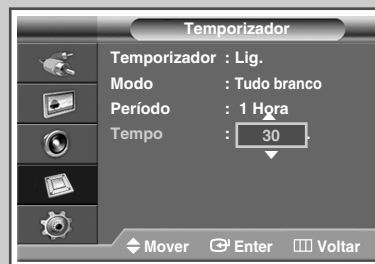 Temporizador
Temporizador : Lig.
Modo : Tudo branco
Período : 1 Hora
Tempo : 30 .
Mover Enter Voltar